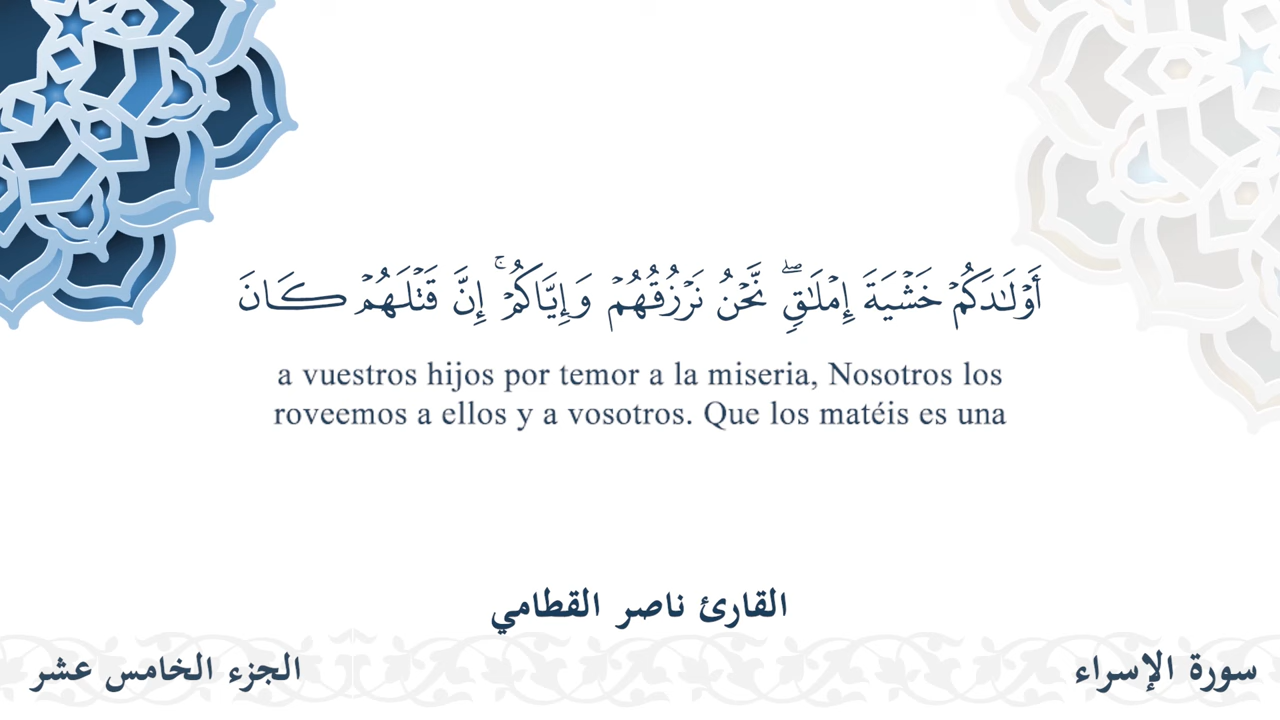 أَوۡلَٰدَكُمۡ خَشۡيَةَ إِمۡلَٰقٖۖ نَّحۡنُ نَرۡزُقُهُمۡ وَإِيَّاكُمۡۚ إِنَّ قَتۡلَهُمۡ كَانَ
a vuestros hijos por temor a la miseria, Nosotros los
roveemos a ellos y a vosotros. Que los matéis es una
القارئ ناصر القطامي
سورة الإسراء
الجزء الخامس عشر